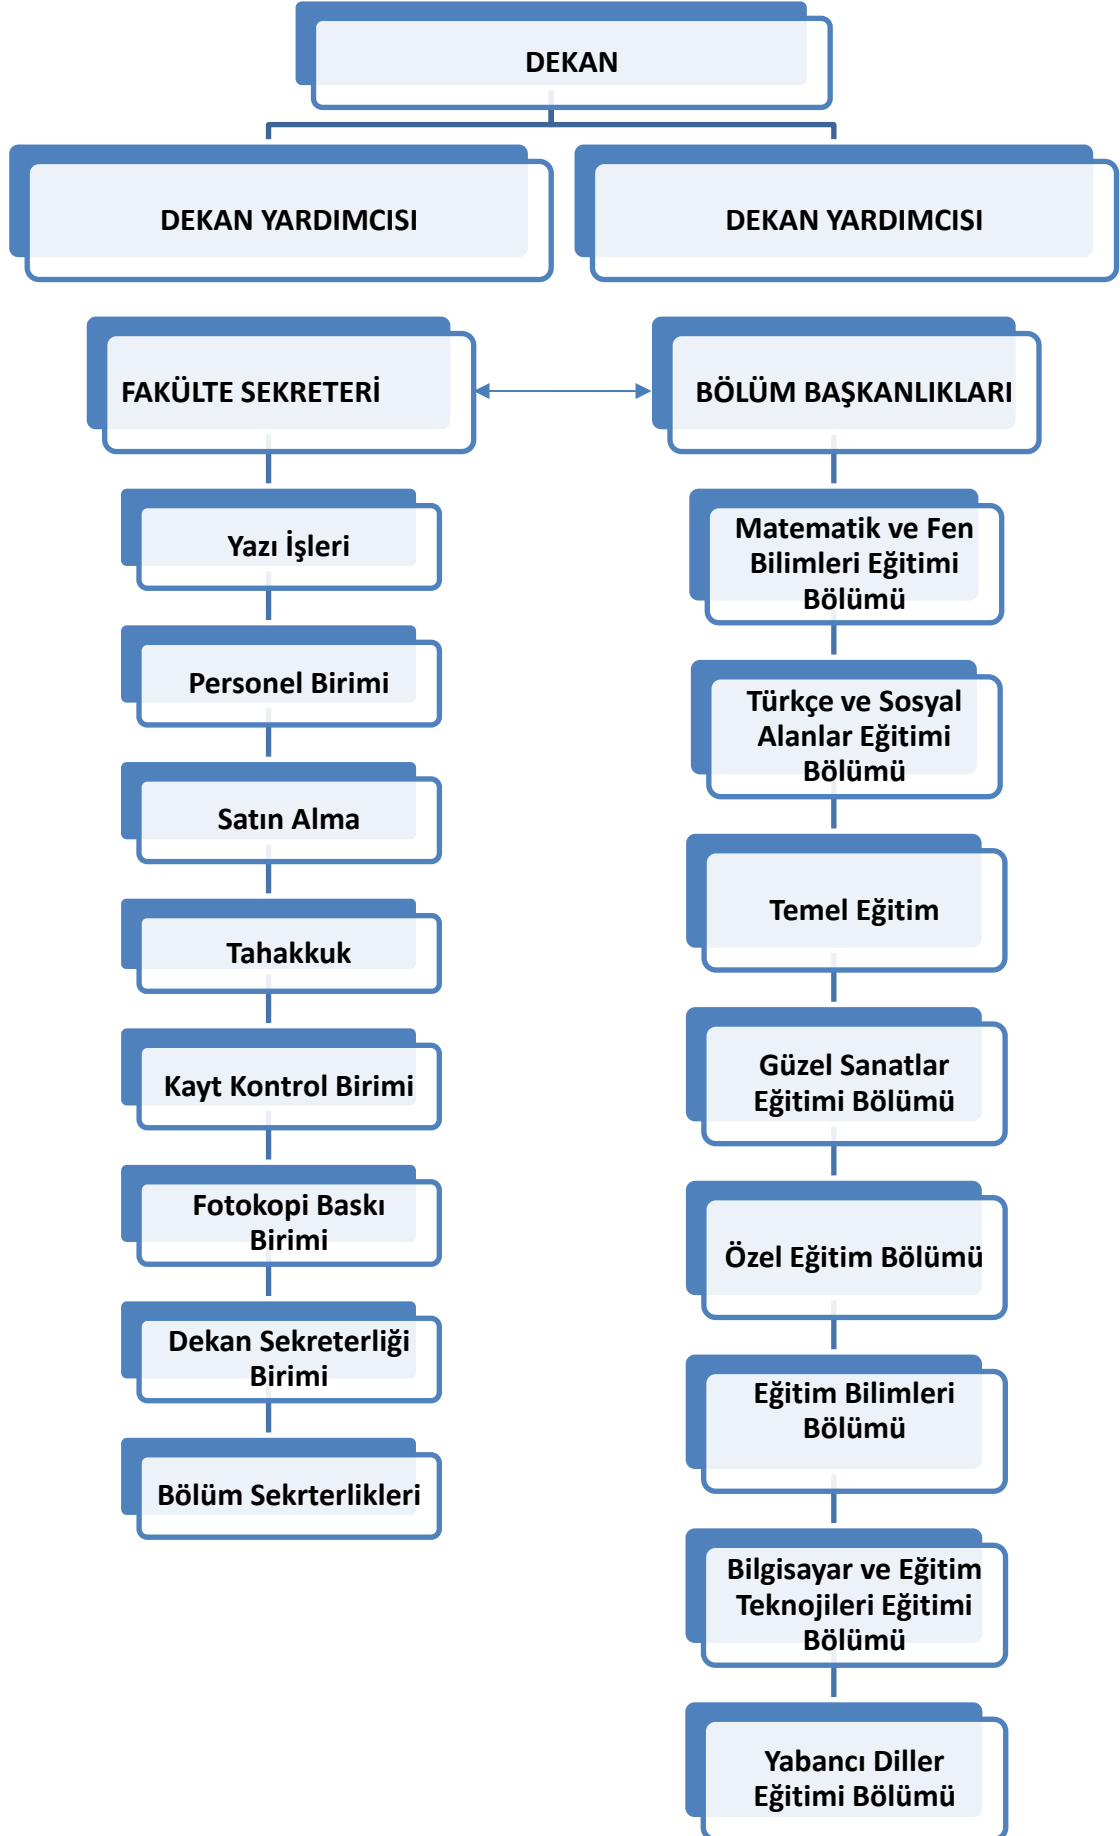 DEKAN
DEKAN YARDIMCISI
DEKAN YARDIMCISI
FAKÜLTE SEKRETERİ
BÖLÜM BAŞKANLIKLARI
Yazı İşleri
Personel Birimi
Satın Alma
Tahakkuk
Kayt Kontrol Birimi
Fotokopi Baskı
Birimi
Dekan Sekreterliği
Birimi
Bölüm Sekrterlikleri
Matematik ve Fen
Bilimleri Eğitimi
Bölümü
Türkçe ve Sosyal
Alanlar Eğitimi
Bölümü
Temel Eğitim
Güzel Sanatlar
Eğitimi Bölümü
Özel Eğitim Bölümü
Eğitim Bilimleri
Bölümü
Bilgisayar ve Eğitim
Teknojileri Eğitimi
Bölümü
Yabancı Diller
Eğitimi Bölümü